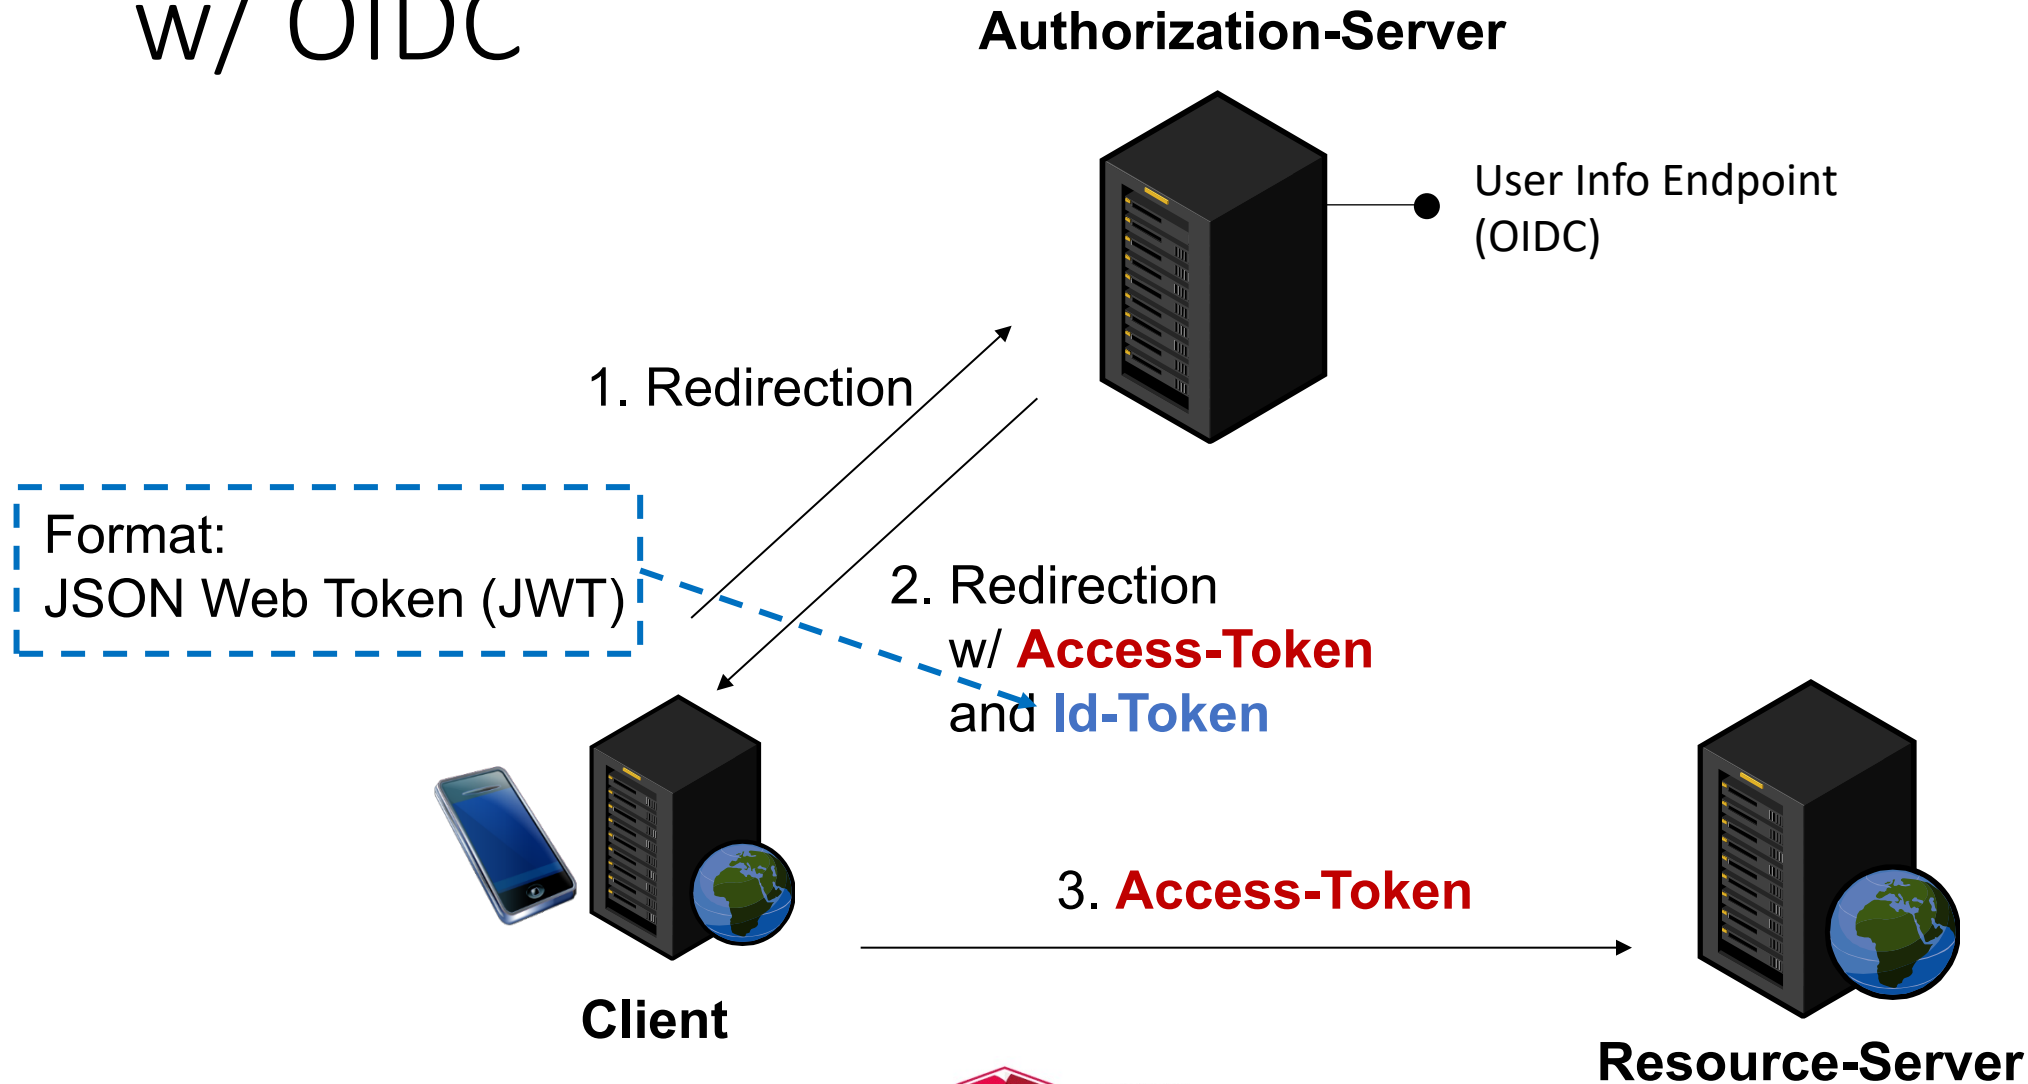 w/ OIDC
Authorization-Server
User Info Endpoint
(OIDC)
1. Redirection
Format:
JSON Web Token (JWT)
2. Redirection
w/ Access-Token
and Id-Token
3. Access-Token
Client
Resource-Server